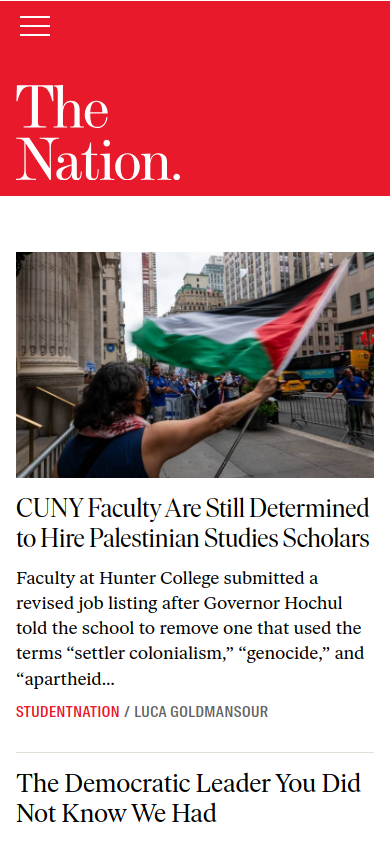 The
Nation.
CUNY Faculty Are Still Determined
to Hire Palestinian Studies Scholars
Faculty at Hunter College submitted a
revised job listing after Governor Hochul
told the school to remove one that used the
terms “settler colonialism,” “genocide,” and
“apartheid...
STUDENTNATION / LUCA GOLDMANSOUR
The Democratic Leader You Did
Not Know We Had